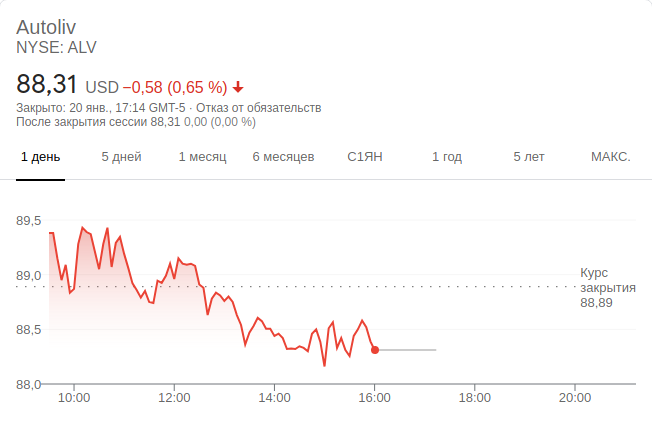 Autoliv
NYSE: ALV
88,31 USD −0,58 (0,65 %)
Закрыто: 20 янв., 17:14 GMT-5 · Отказ от обязательств
После закрытия сессии 88,31 0,00 (0,00 %)
1 день 5 дней 1 месяц 6 месяцев С1ЯН 1 год 5 лет МАКС.
89,5
89,0
88,5
88,0
Курс
закрытия
88,89
10:00 12:00 14:00 16:00 18:00 20:00